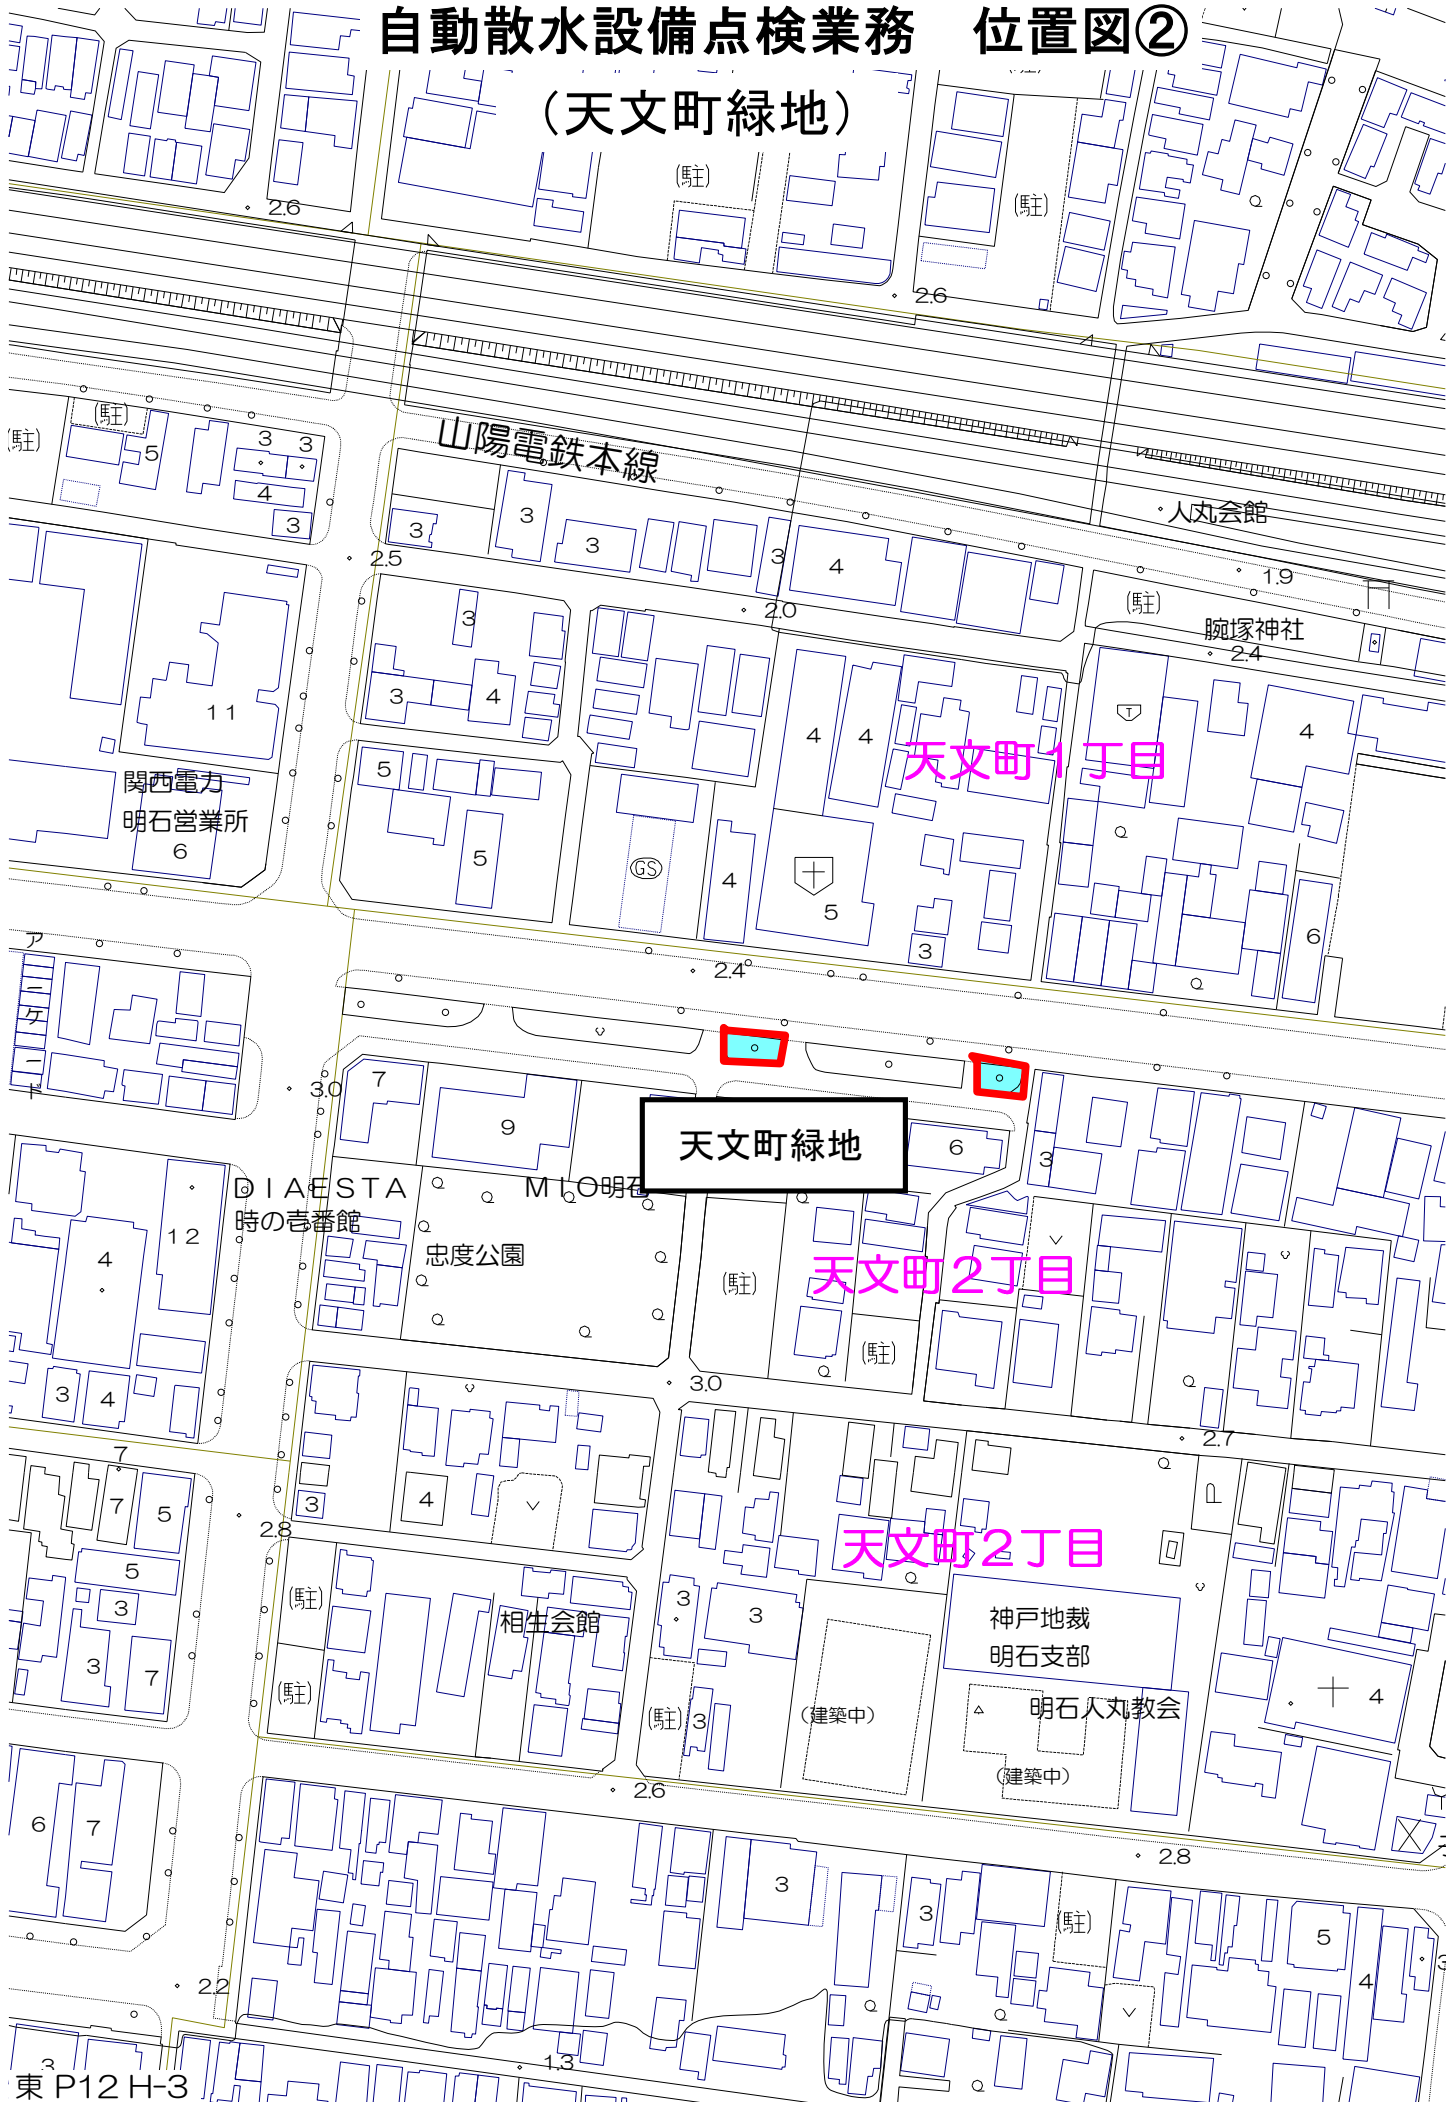 自動散水設備点検業務 位置図②
（天文町緑地）
(駐)
(駐)
2.6
2.6
(駐)
(駐)
5
3
3
4
3
山陽電鉄本線
人丸会館
3
3
3
3
4
2.5
2.0
1.9
(駐)
腕塚神社
2.4
3
3
4
11
4
4
T
4
天文町1丁目
5
関西電力
明石営業所
6
5
GS
4
5
3
6
アーケード
2.4
3.0
7
9
天文町緑地
6
3
DIAESTA
時の壱番館
MIO明石
12
4
忠度公園
(駐)
天文町2丁目
(駐)
3.0
3
4
2.7
7
7
5
3
4
2.8
天文町2丁目
5
3
(駐)
相生会館
3
3
神戸地裁
明石支部
3
7
(駐)
(駐)
3
(建築中)
明石人丸教会
4
(建築中)
2.6
6
7
2.8
3
3
(駐)
5
4
3
2.2
1.3
3
東 P12 H-3